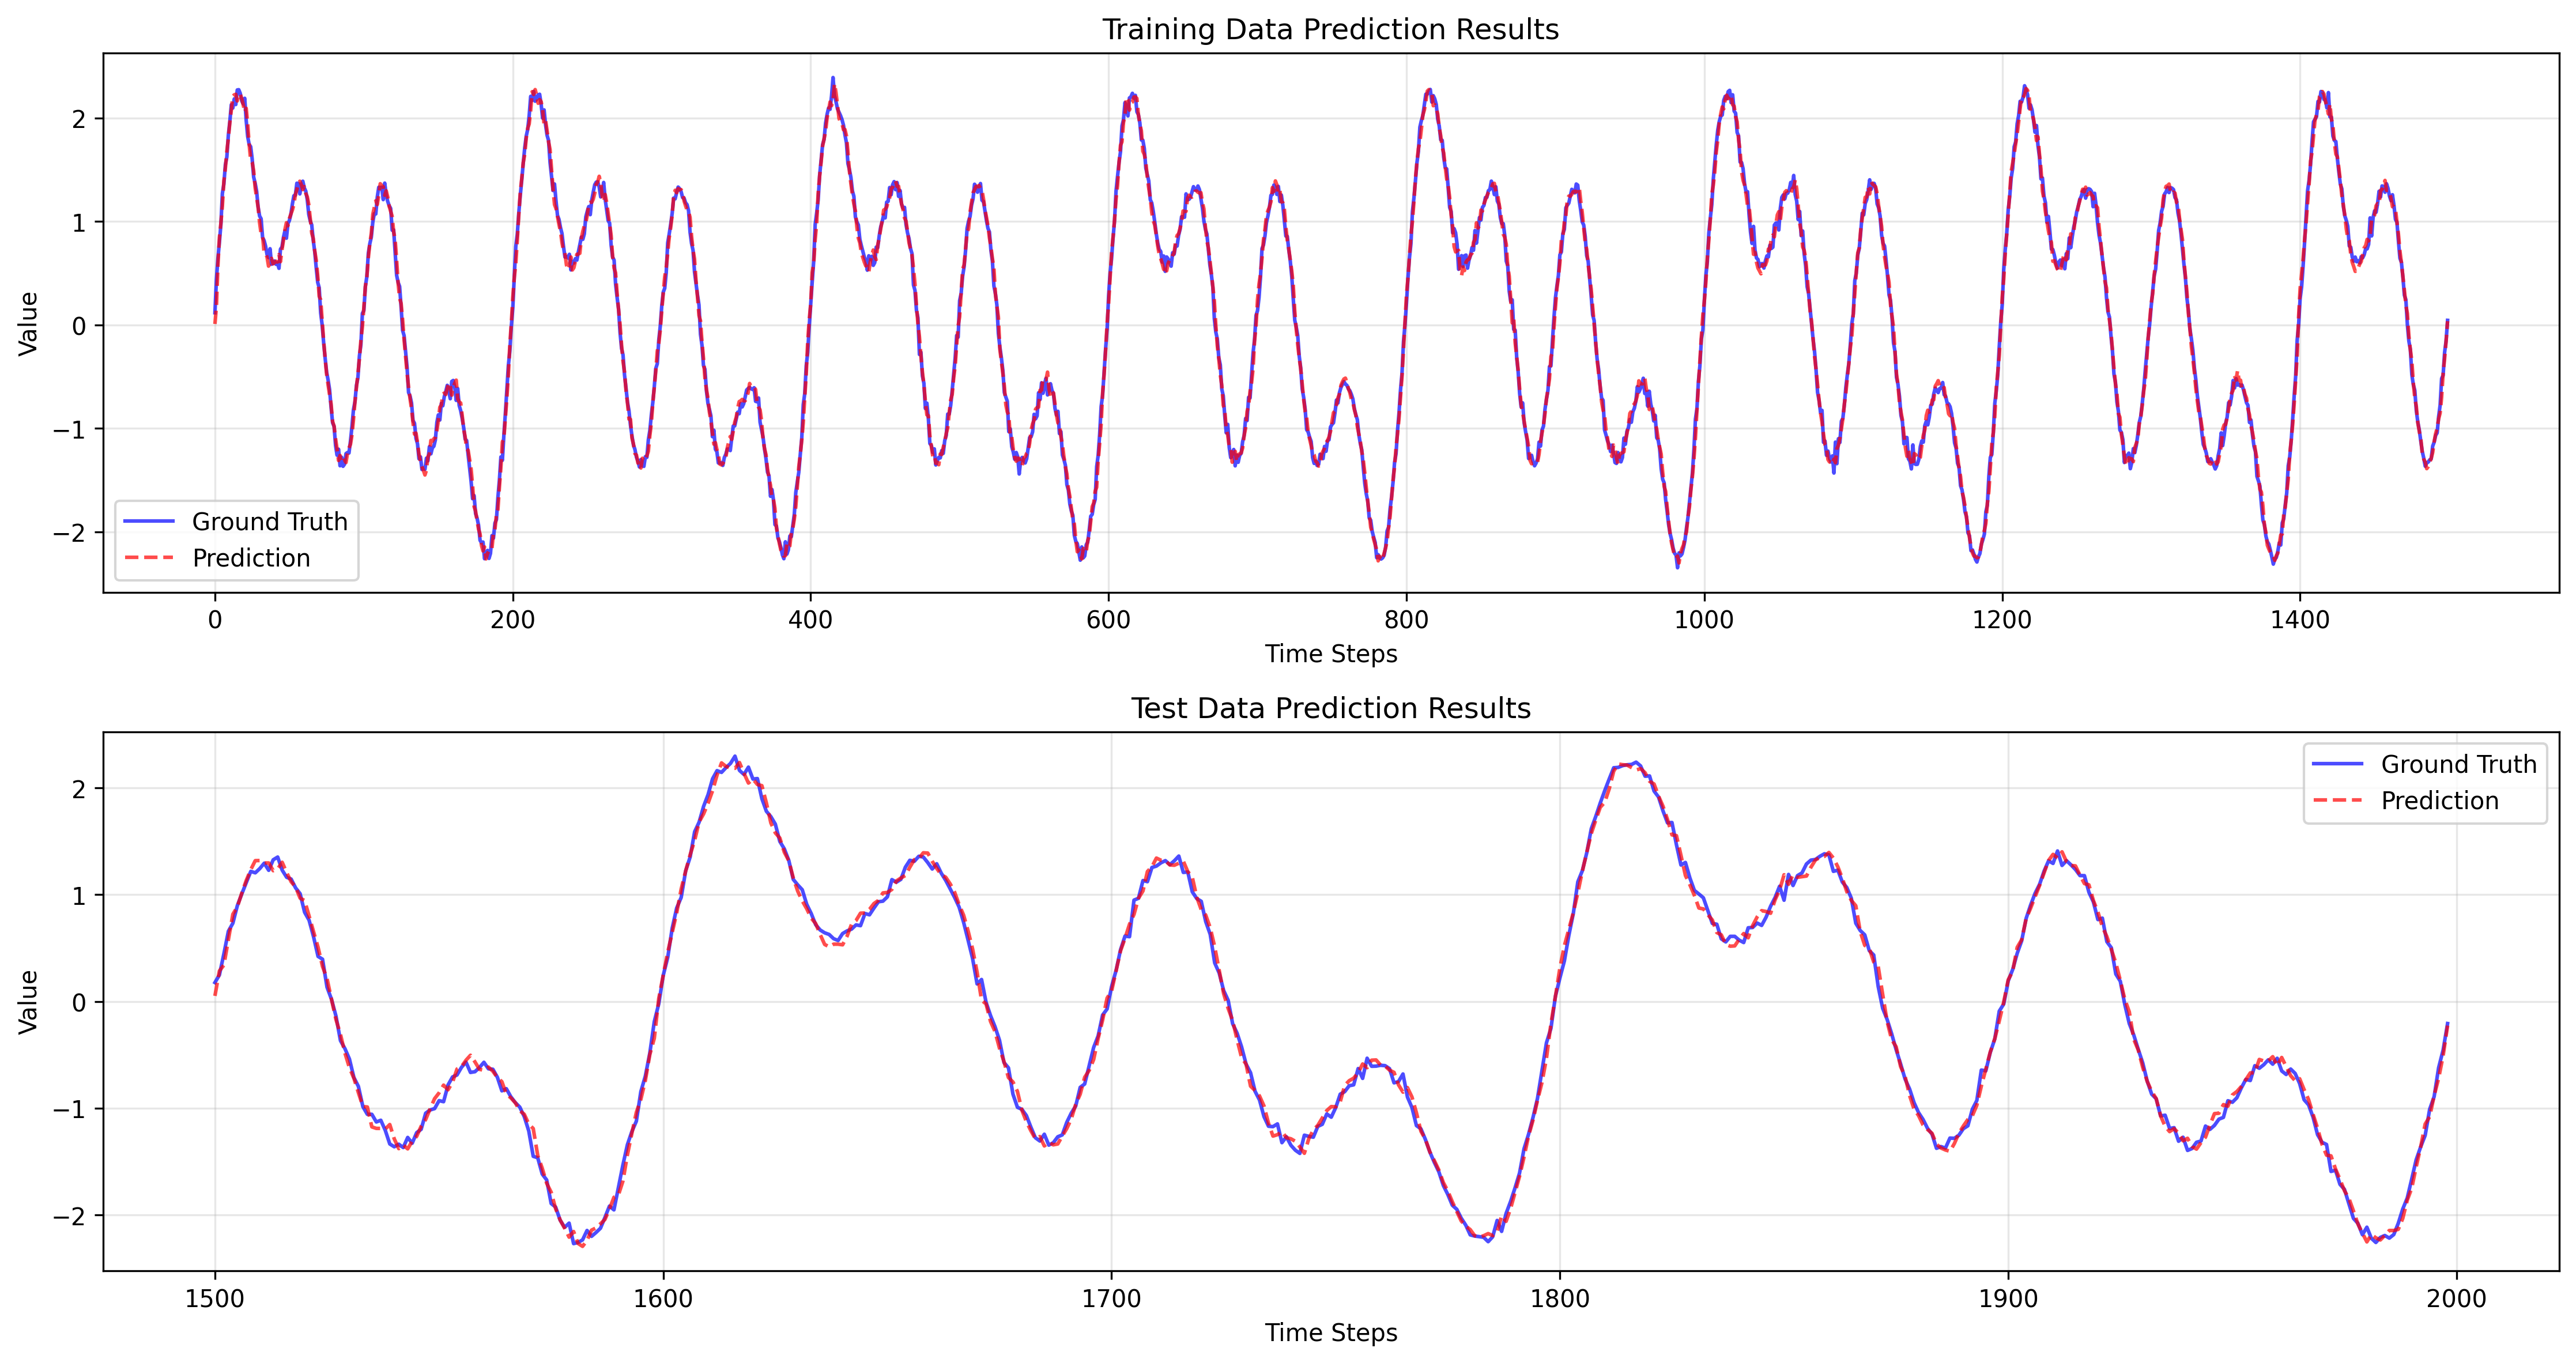 Training Data Prediction Results
Value
2
1
0
−1
−2
Ground Truth
Prediction
0 200 400 600 800 1000 1200 1400
Time Steps
Test Data Prediction Results
Value
2
1
0
−1
−2
Ground Truth
Prediction
1500 1600 1700 1800 1900 2000
Time Steps